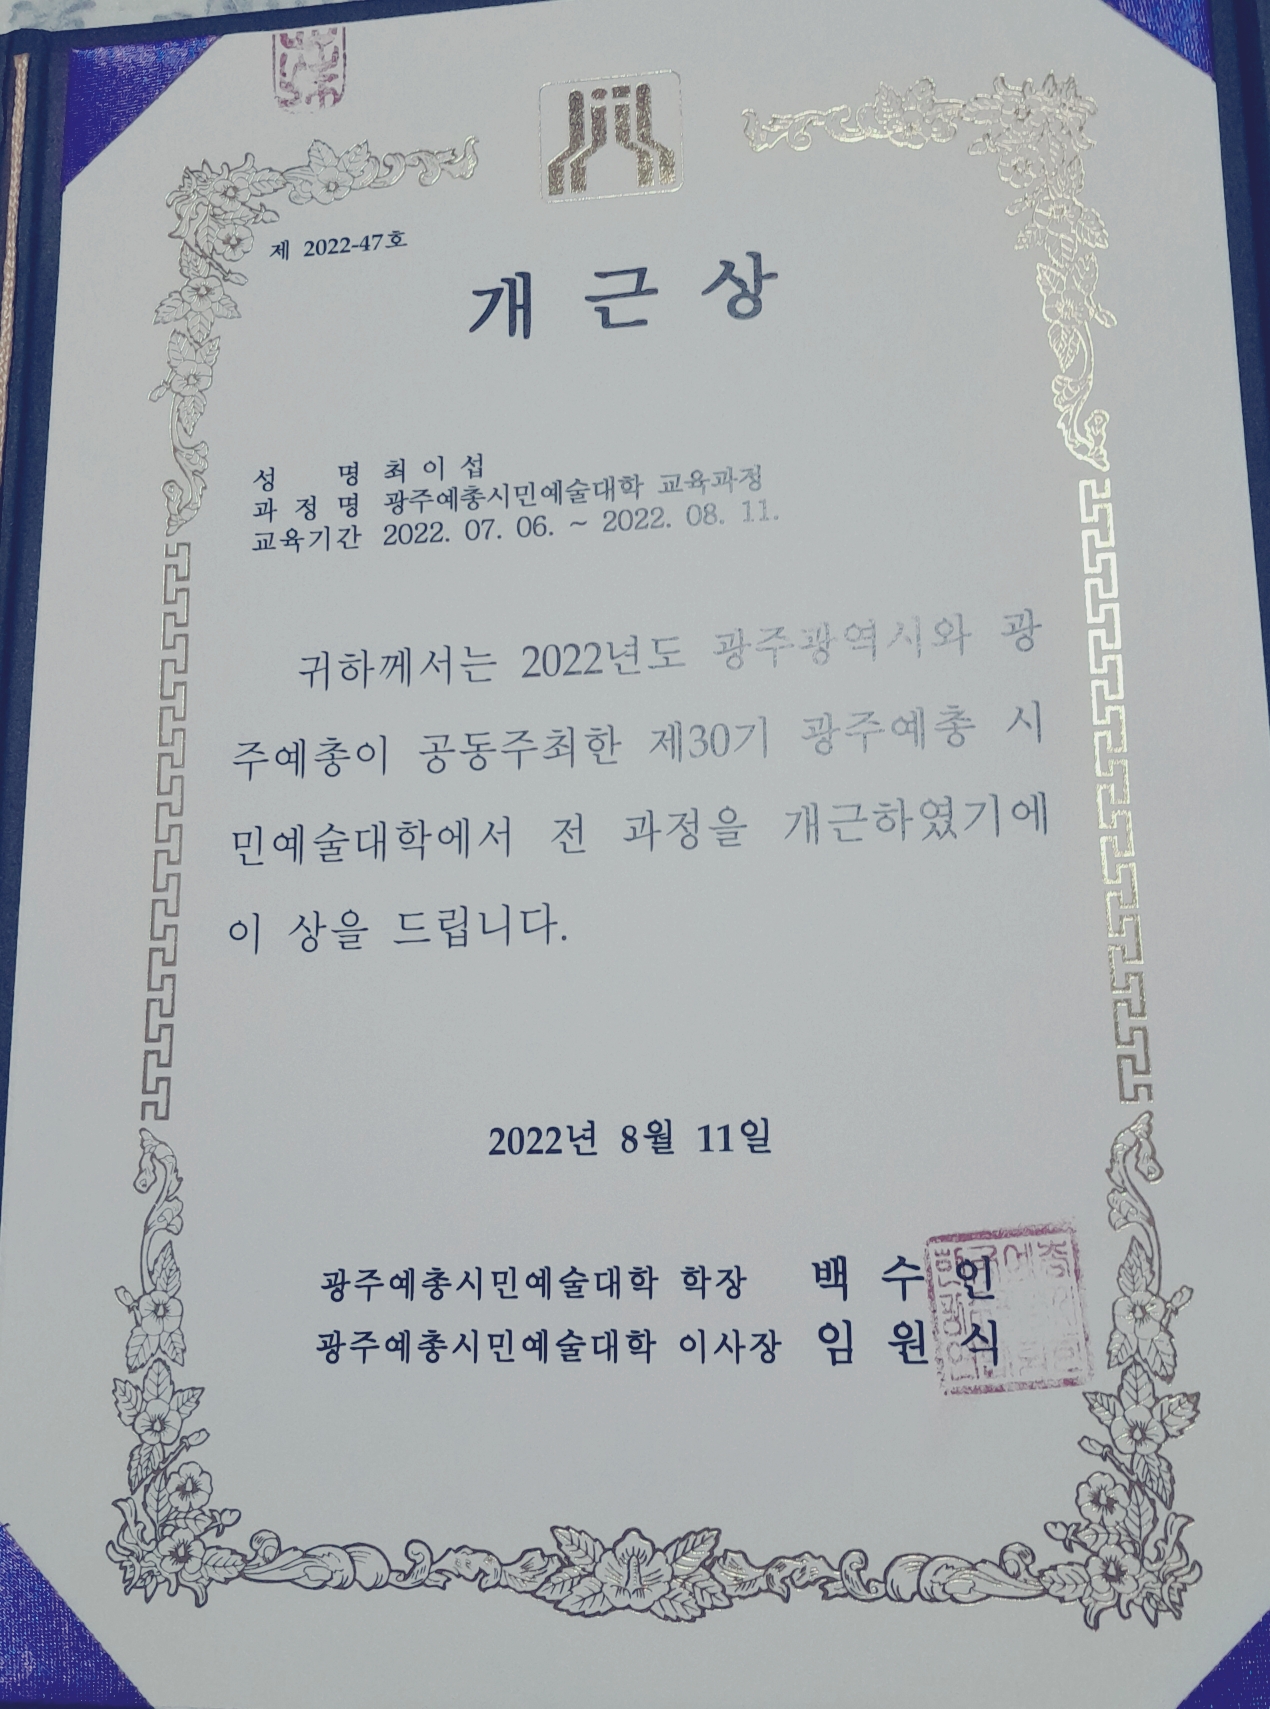 제 2022-47호
개 근 상
성 명 최 이 섭
과 정 명 광주예총시민예술대학 교육과정
교육기간 2022. 07. 06. ~ 2022. 08. 11.
귀하께서는 2022년도 광주광역시와 광
주예총이 공동주최한 제30기 광주예총 시
민예술대학에서 전 과정을 개근하였기에
이 상을 드립니다.
2022년 8월 11일
광주예총시민예술대학 학장 백 수 인
광주예총시민예술대학 이사장 임 원 식